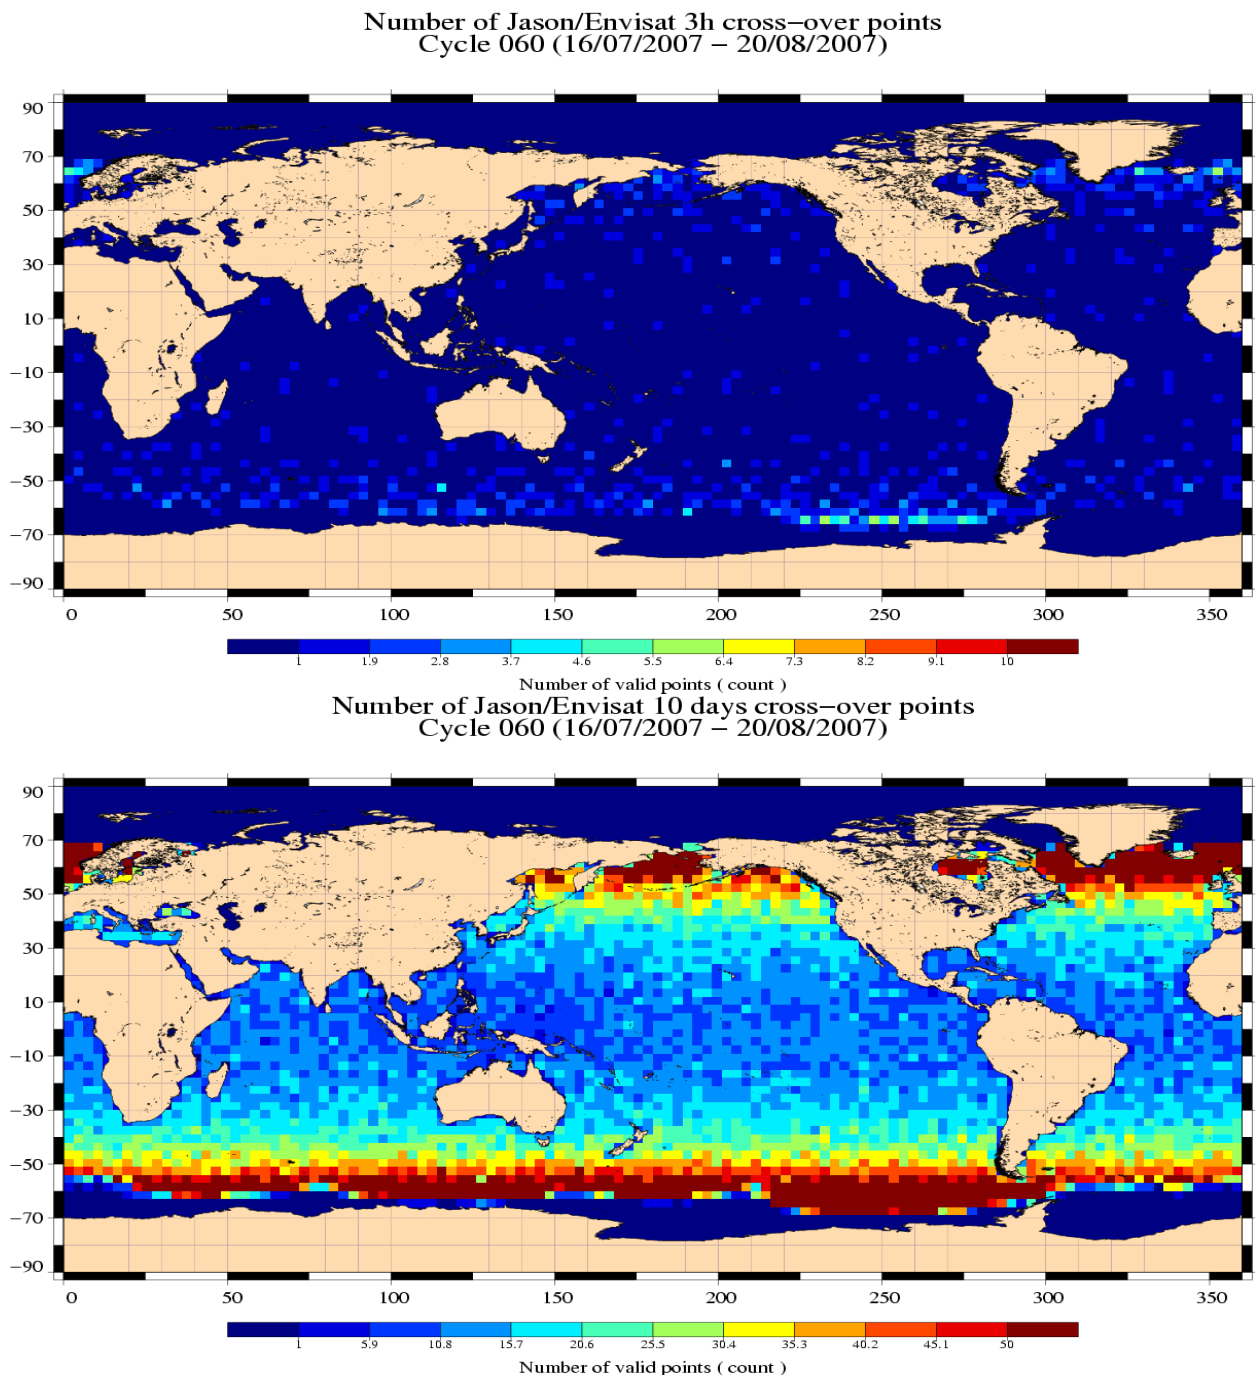 Number of Jason/Envisat 3h cross−over points
Cycle 060 (16/07/2007 − 20/08/2007)
90
70
50
30
10
−10
−30
−50
−70
−90
0 50 100 150 200 250 300 350
1 1.9 2.8 3.7 4.6 5.5 6.4 7.3 8.2 9.1 10
Number of valid points ( count )
Number of Jason/Envisat 10 days cross−over points
Cycle 060 (16/07/2007 − 20/08/2007)
90
70
50
30
10
−10
−30
−50
−70
−90
0 50 100 150 200 250 300 350
1 5.9 10.8 15.7 20.6 25.5 30.4 35.3 40.2 45.1 50
Number of valid points ( count )